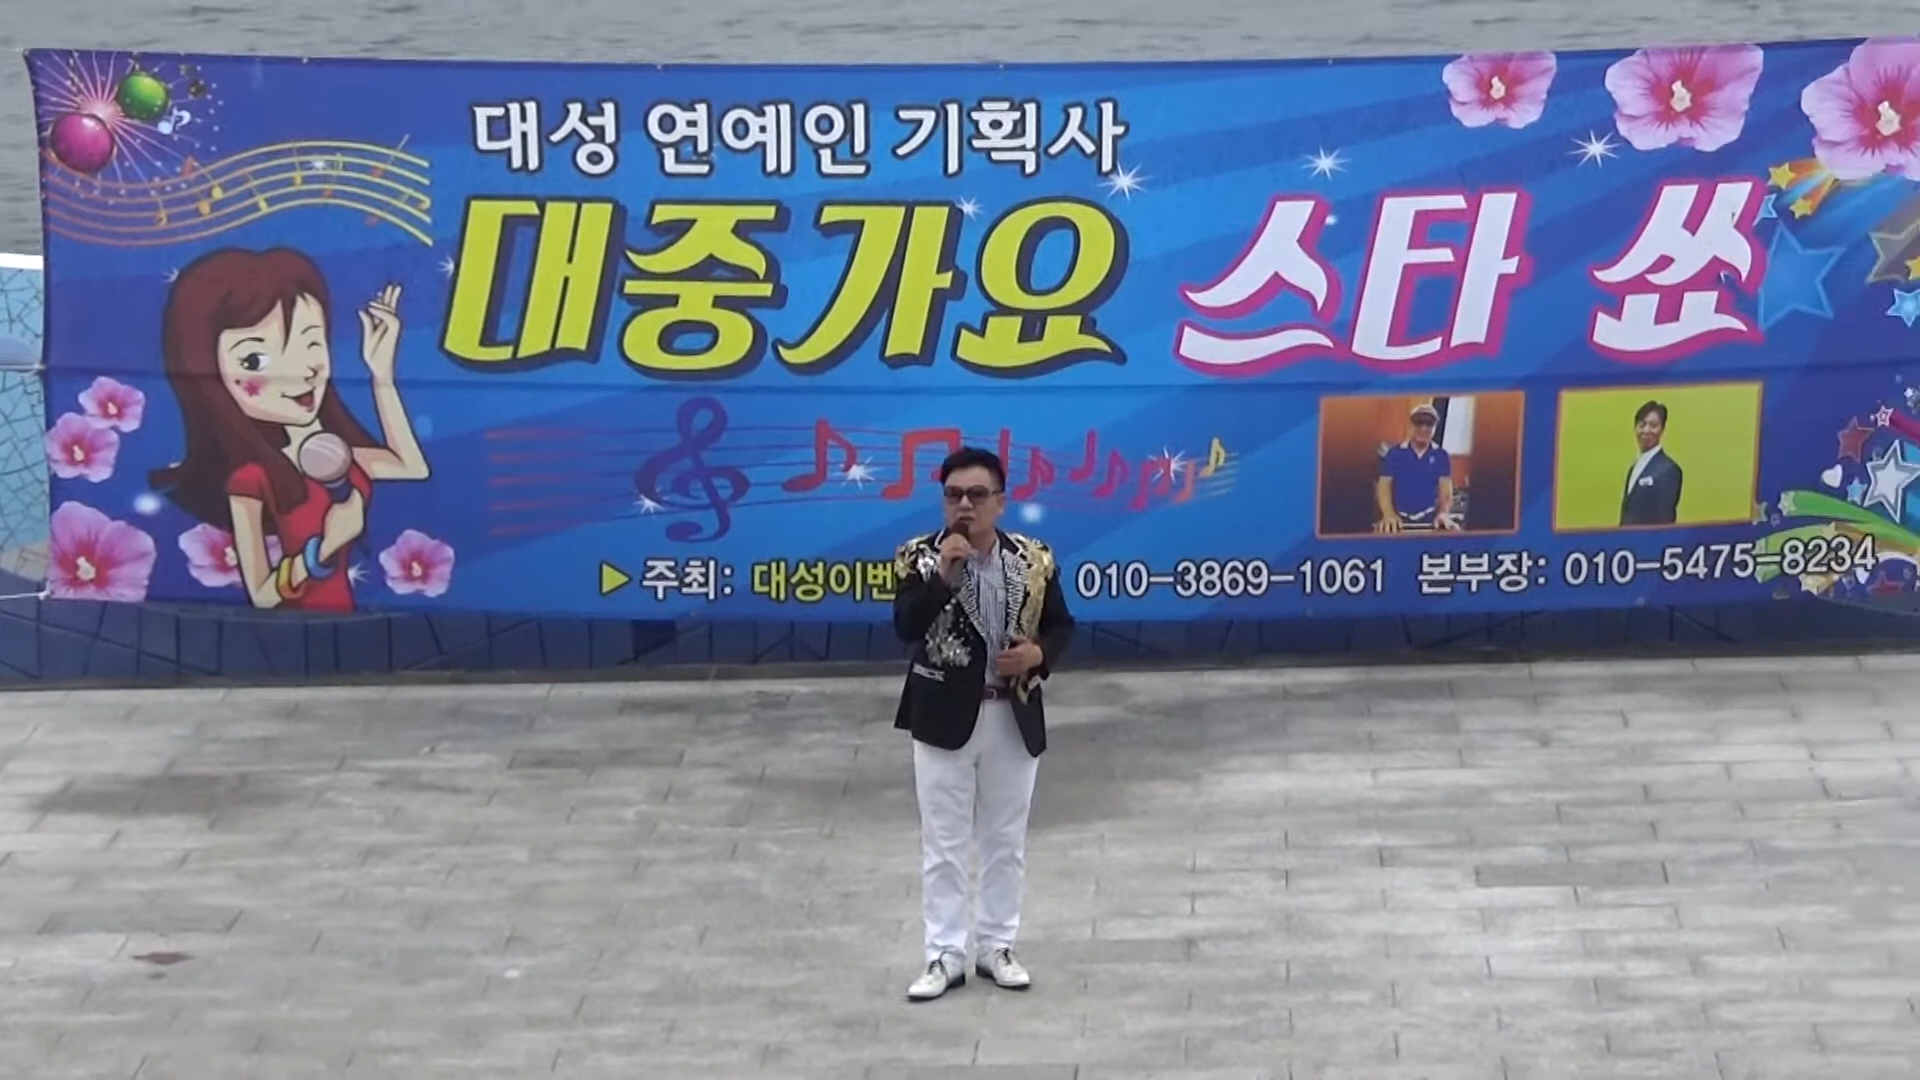 대성 연예인 기획사
대중가요 스타 쑈
▶주최: 대성이벤 010-3869-1061 본부장: 010-5475-8234